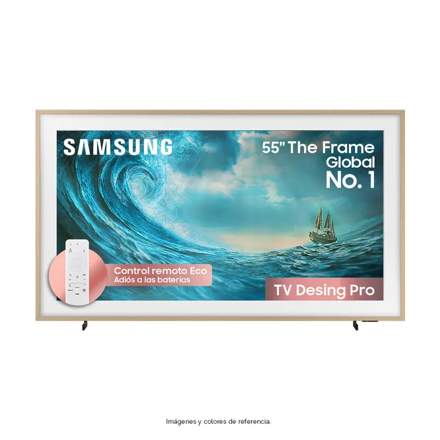 SAMSUNG
55" The Frame
Global
No. 1
Control remoto Eco
Adiós a las baterías
TV Desing Pro
Imágenes y colores de referencia.